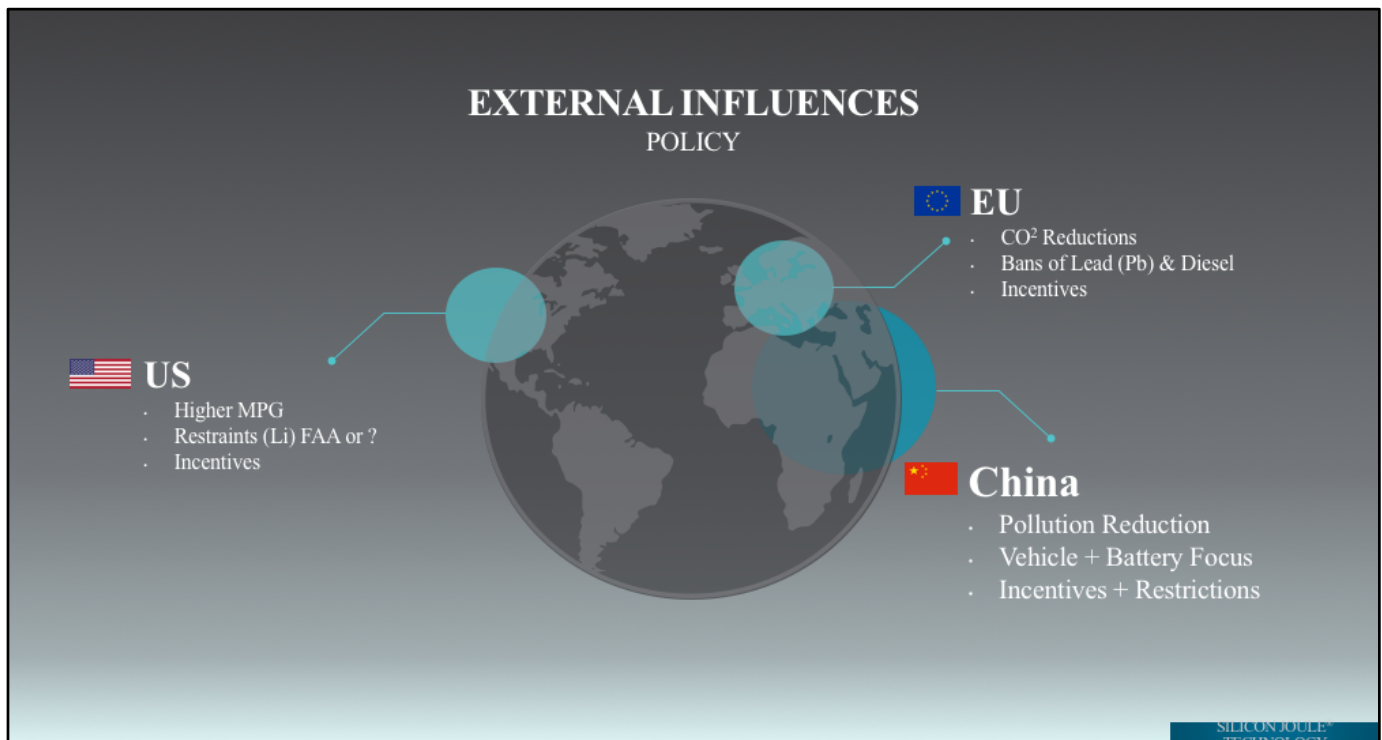 EXTERNAL INFLUENCES
POLICY
EU
· CO² Reductions
· Bans of Lead (Pb) & Diesel
· Incentives
US
· Higher MPG
· Restraints (Li) FAA or ?
· Incentives
China
· Pollution Reduction
· Vehicle + Battery Focus
· Incentives + Restrictions
SILICON JOULE®
TECHNOLOGY